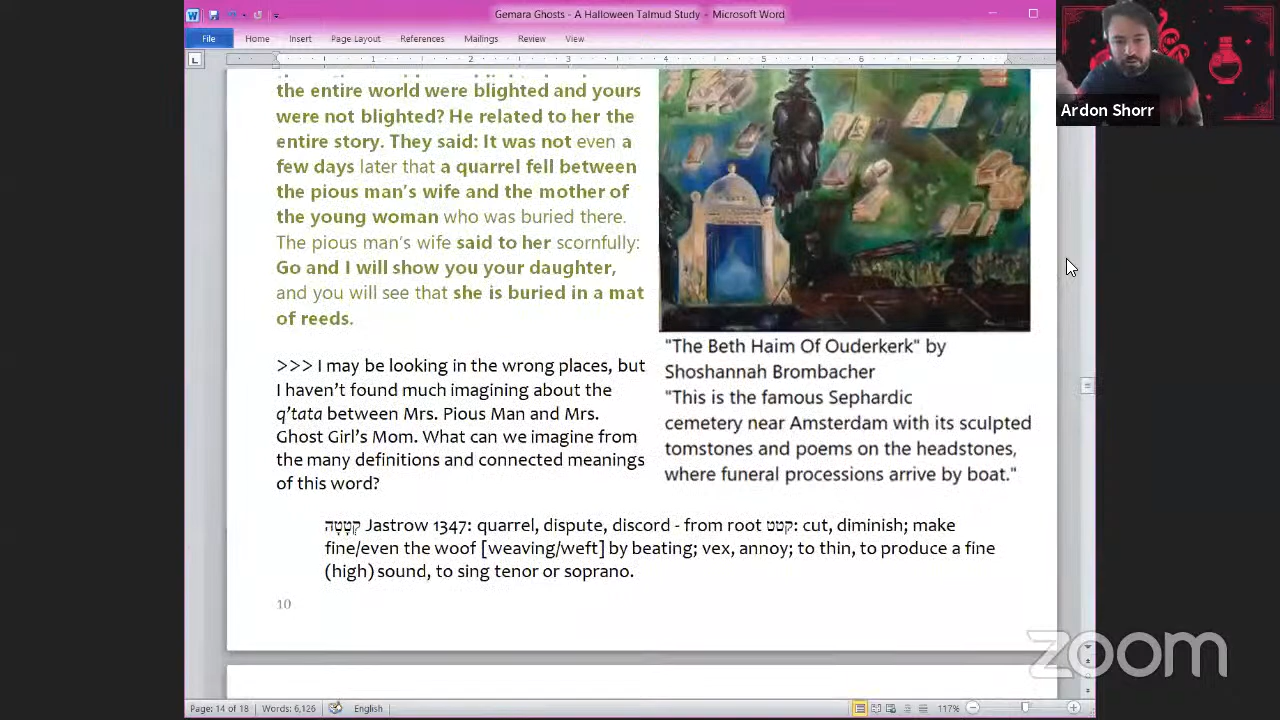 Gemara Ghosts - A Halloween Talmud Study - Microsoft Word
File Home Insert Page Layout References Mailings Review View
1 2 3 4 5 6 7
the entire world were blighted and yours
were not blighted? He related to her the
entire story. They said: It was not even a
few days later that a quarrel fell between
the pious man's wife and the mother of
the young woman who was buried there.
The pious man's wife said to her scornfully:
Go and I will show you your daughter,
and you will see that she is buried in a mat
of reeds.
>>> I may be looking in the wrong places, but
I haven't found much imagining about the
q'tata between Mrs. Pious Man and Mrs.
Ghost Girl's Mom. What can we imagine from
the many definitions and connected meanings
of this word?
"The Beth Haim Of Ouderkerk" by
Shoshannah Brombacher
"This is the famous Sephardic
cemetery near Amsterdam with its sculpted
tomstones and poems on the headstones,
where funeral processions arrive by boat."
קְטָטָה Jastrow 1347: quarrel, dispute, discord - from root קטט: cut, diminish; make
fine/even the woof [weaving/weft] by beating; vex, annoy; to thin, to produce a fine
(high) sound, to sing tenor or soprano.
10
Page: 14 of 18 Words: 6,126 English 117%
Ardon Shorr
zoom